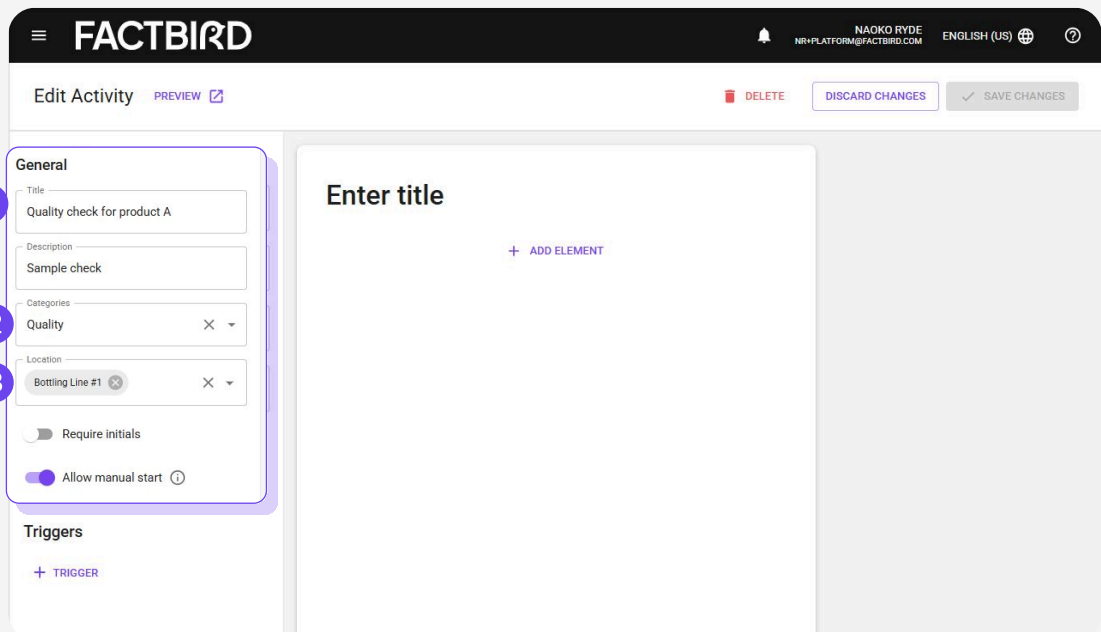 FACTBIRD
NAOKO RYDE
NR+PLATFORM@FACTBIRD.COM
ENGLISH (US)
Edit Activity
PREVIEW
DELETE
DISCARD CHANGES
SAVE CHANGES
General
Title
Quality check for product A
Description
Sample check
Categories
Quality
Location
Bottling Line #1
Require initials
Allow manual start
Triggers
+ TRIGGER
Enter title
+ ADD ELEMENT